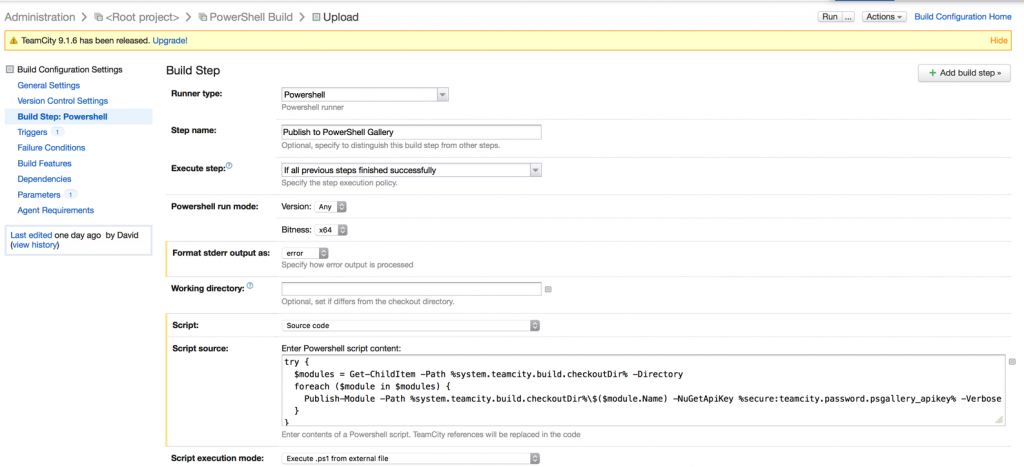 Administration > <Root project> > PowerShell Build > Upload
Run ... Actions Build Configuration Home
TeamCity 9.1.6 has been released. Upgrade! Hide
Build Configuration Settings
General Settings
Version Control Settings
Build Step: Powershell
Triggers 1
Failure Conditions
Build Features
Dependencies
Parameters 1
Agent Requirements
Last edited one day ago by David
(view history)
Build Step
+ Add build step »
Runner type: Powershell
Powershell runner
Step name: Publish to PowerShell Gallery
Optional, specify to distinguish this build step from other steps.
Execute step: ? If all previous steps finished successfully
Specify the step execution policy.
Powershell run mode: Version: Any
Bitness: x64
Format stderr output as: error
Specify how error output is processed
Working directory: ?
Optional, set if differs from the checkout directory.
Script: Source code
Script source: Enter Powershell script content:
try {
$modules = Get-ChildItem -Path %system.teamcity.build.checkoutDir% -Directory
foreach ($module in $modules) {
Publish-Module -Path %system.teamcity.build.checkoutDir%\$($module.Name) -NuGetApiKey %secure:teamcity.password.psgallery_apikey% -Verbose
}
}
Enter contents of a Powershell script. TeamCity references will be replaced in the code
Script execution mode: Execute .ps1 from external file